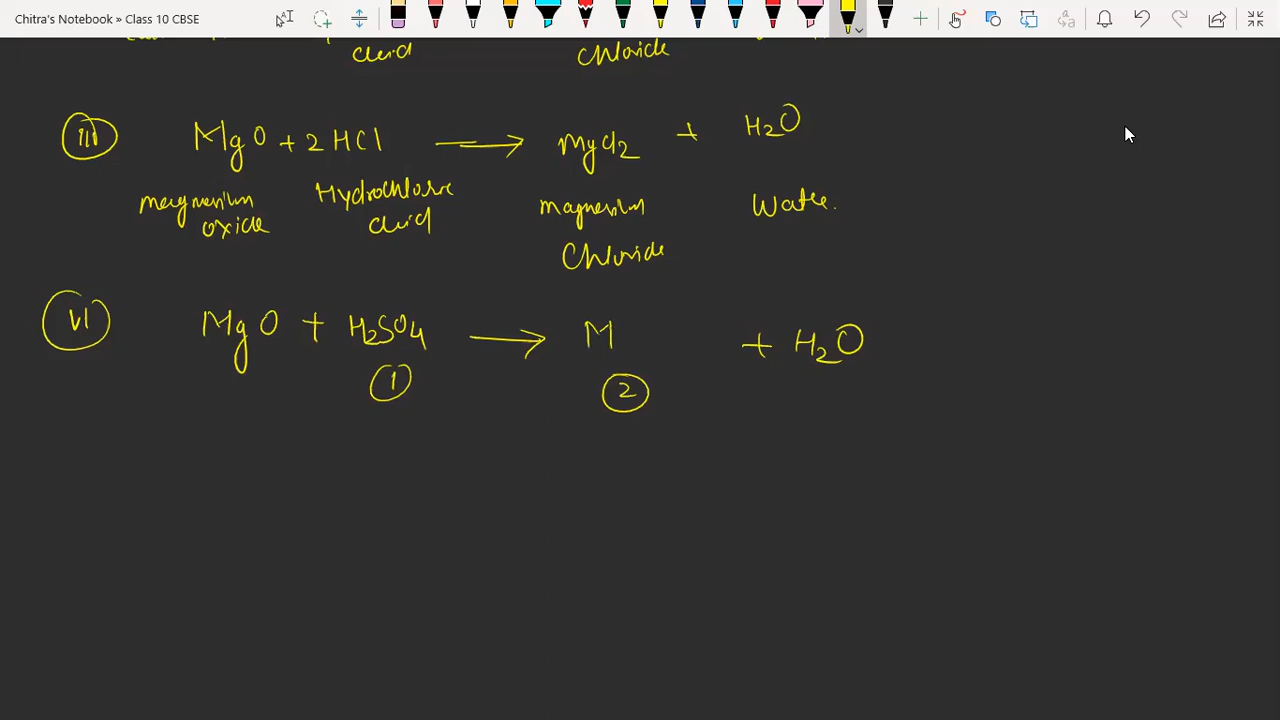 Chitra's Notebook » Class 10 CBSE
acid chloride
iii MgO + 2HCl → MgCl2 + H2O
magnesium Hydrochloric magnesium Water.
oxide acid Chloride
vi MgO + H2SO4 → M + H2O
1 2